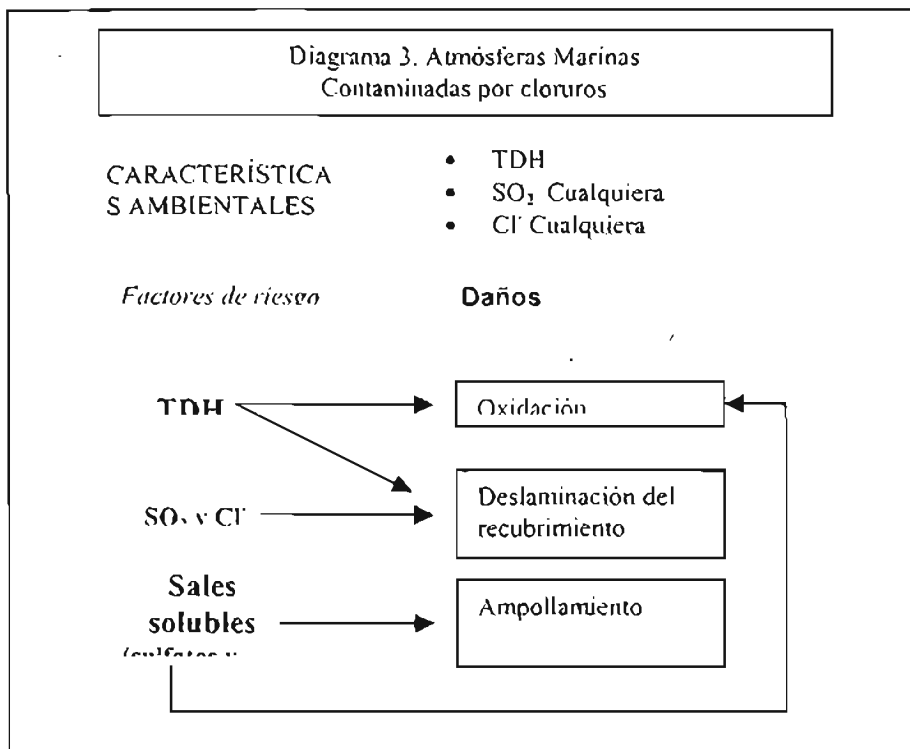 Diagrama 3. Atmósferas Marinas
Contaminadas por cloruros
CARACTERÍSTICA
S AMBIENTALES
• TDH
• SO₂ Cualquiera
• Cl⁻ Cualquiera
Factores de riesgo
Daños
TDH
Oxidación
SO₂ y Cl⁻
Deslaminación del
recubrimiento
Sales
solubles
(sulfatos y
Ampollamiento